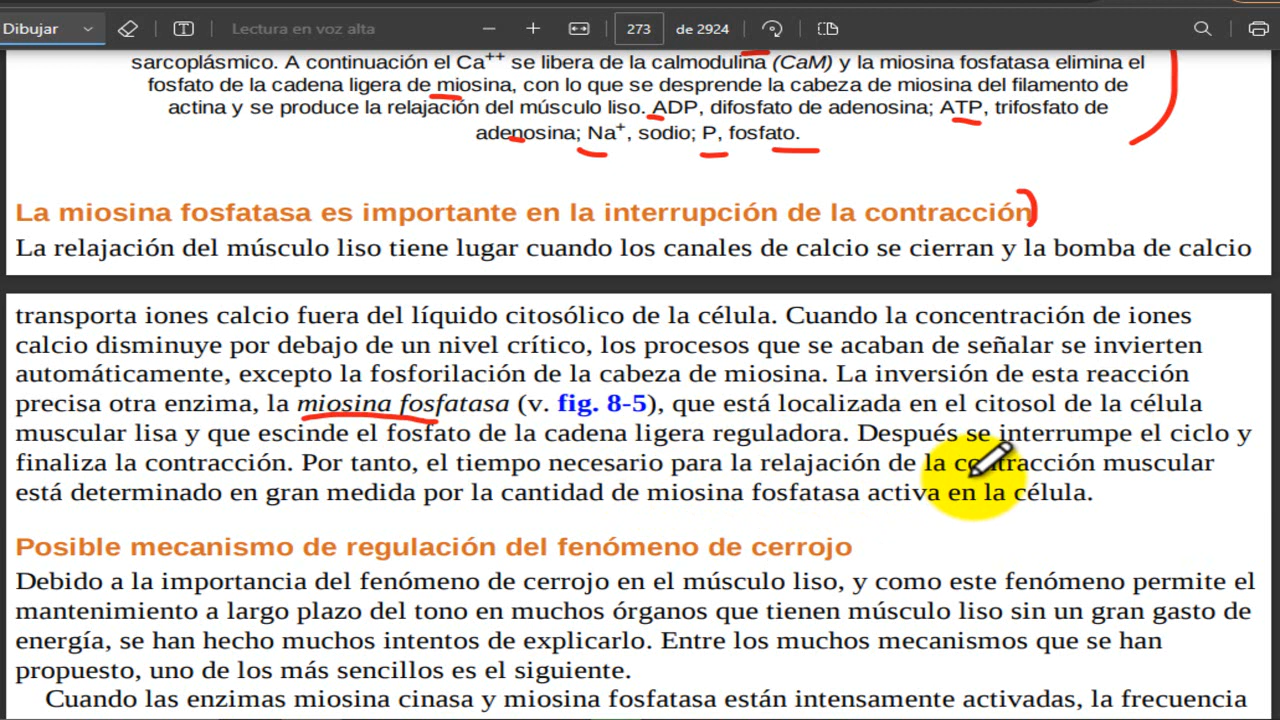 Dibujar
Lectura en voz alta
273 de 2924
sarcoplásmico. A continuación el Ca++ se libera de la calmodulina (CaM) y la miosina fosfatasa elimina el
fosfato de la cadena ligera de miosina, con lo que se desprende la cabeza de miosina del filamento de
actina y se produce la relajación del músculo liso. ADP, difosfato de adenosina; ATP, trifosfato de
adenosina; Na+, sodio; P, fosfato.
La miosina fosfatasa es importante en la interrupción de la contracción
La relajación del músculo liso tiene lugar cuando los canales de calcio se cierran y la bomba de calcio
transporta iones calcio fuera del líquido citosólico de la célula. Cuando la concentración de iones
calcio disminuye por debajo de un nivel crítico, los procesos que se acaban de señalar se invierten
automáticamente, excepto la fosforilación de la cabeza de miosina. La inversión de esta reacción
precisa otra enzima, la miosina fosfatasa (v. fig. 8-5), que está localizada en el citosol de la célula
muscular lisa y que escinde el fosfato de la cadena ligera reguladora. Después se interrumpe el ciclo y
finaliza la contracción. Por tanto, el tiempo necesario para la relajación de la contracción muscular
está determinado en gran medida por la cantidad de miosina fosfatasa activa en la célula.
Posible mecanismo de regulación del fenómeno de cerrojo
Debido a la importancia del fenómeno de cerrojo en el músculo liso, y como este fenómeno permite el
mantenimiento a largo plazo del tono en muchos órganos que tienen músculo liso sin un gran gasto de
energía, se han hecho muchos intentos de explicarlo. Entre los muchos mecanismos que se han
propuesto, uno de los más sencillos es el siguiente.
Cuando las enzimas miosina cinasa y miosina fosfatasa están intensamente activadas, la frecuencia